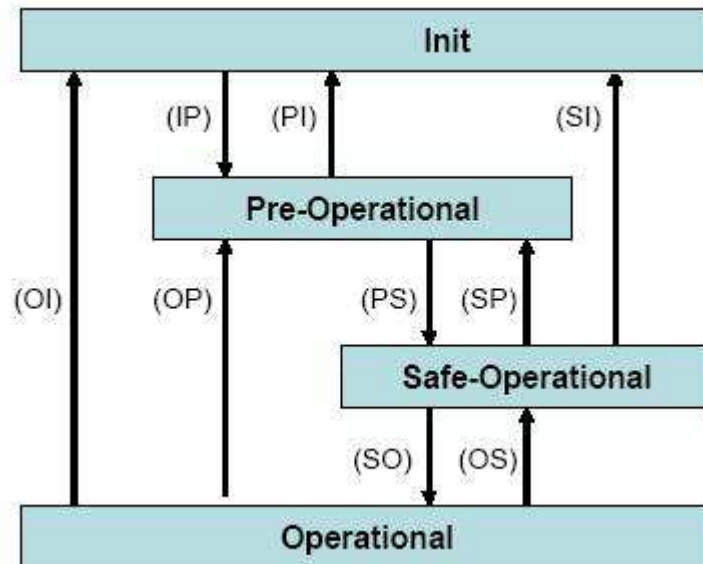 Init
(IP) (PI) (SI)
Pre-Operational
(OI) (OP) (PS) (SP)
Safe-Operational
(SO) (OS)
Operational